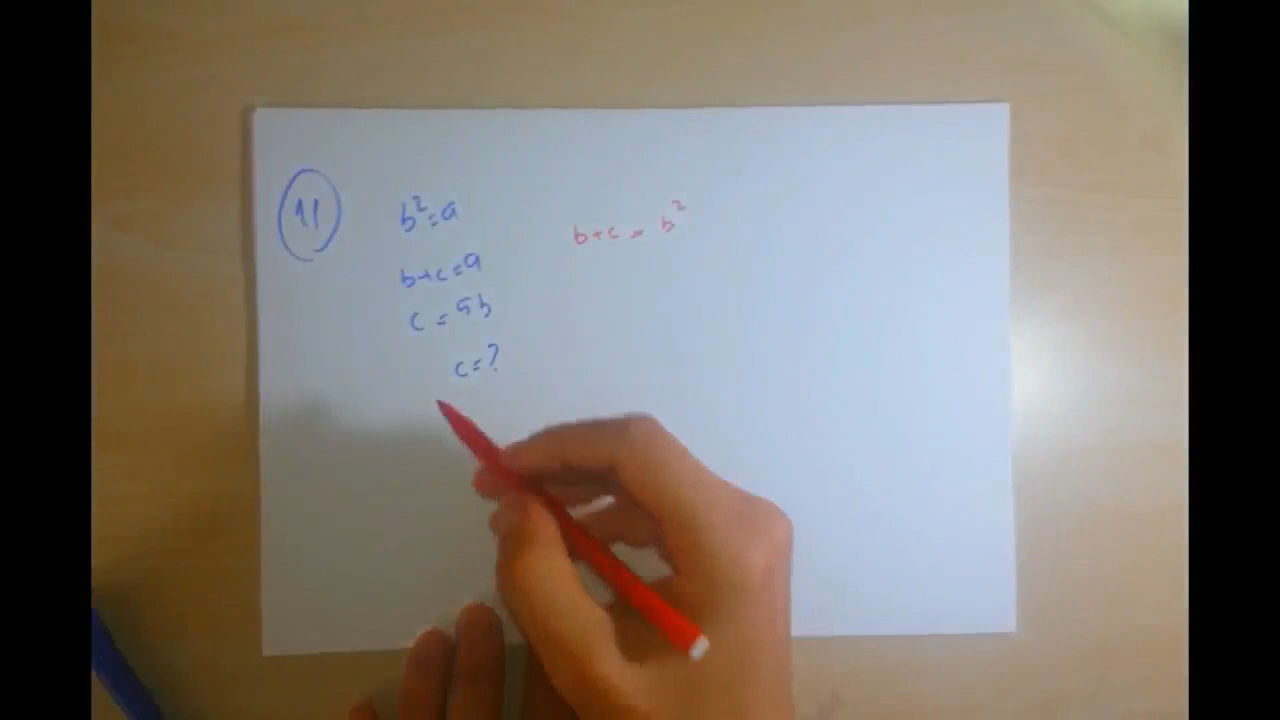 11
b²=a
b+c=a
c=5b
c=?
b+c = b²